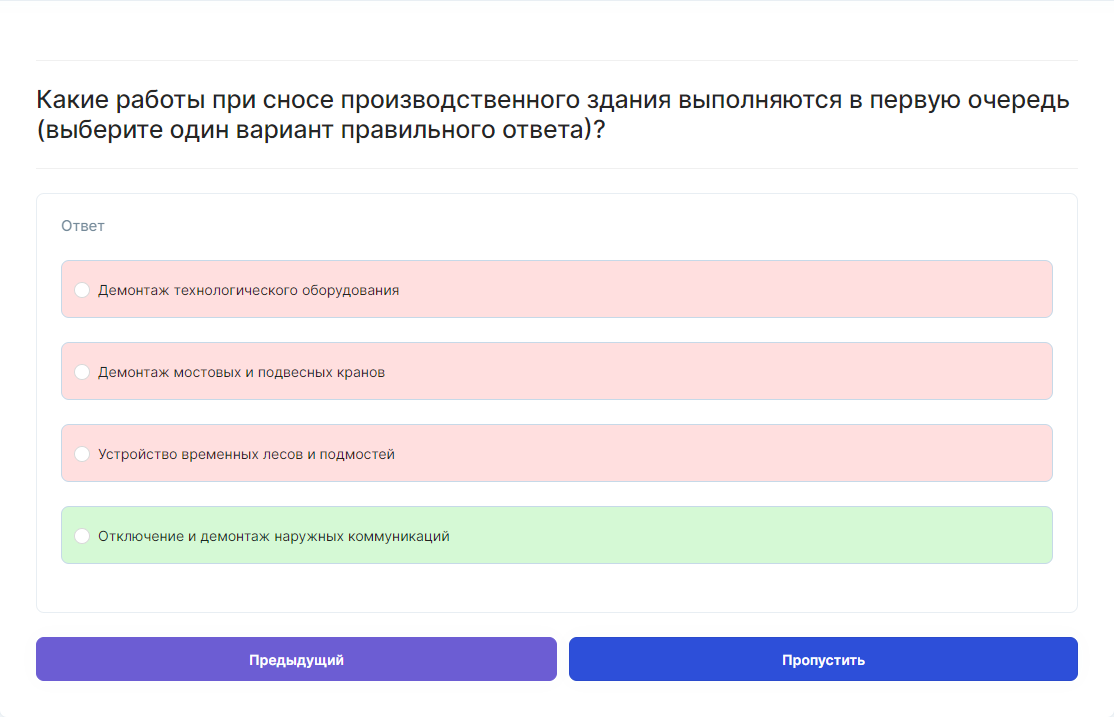 Какие работы при сносе производственного здания выполняются в первую очередь
(выберите один вариант правильного ответа)?
Ответ
Демонтаж технологического оборудования
Демонтаж мостовых и подвесных кранов
Устройство временных лесов и подмостей
Отключение и демонтаж наружных коммуникаций
Предыдущий
Пропустить